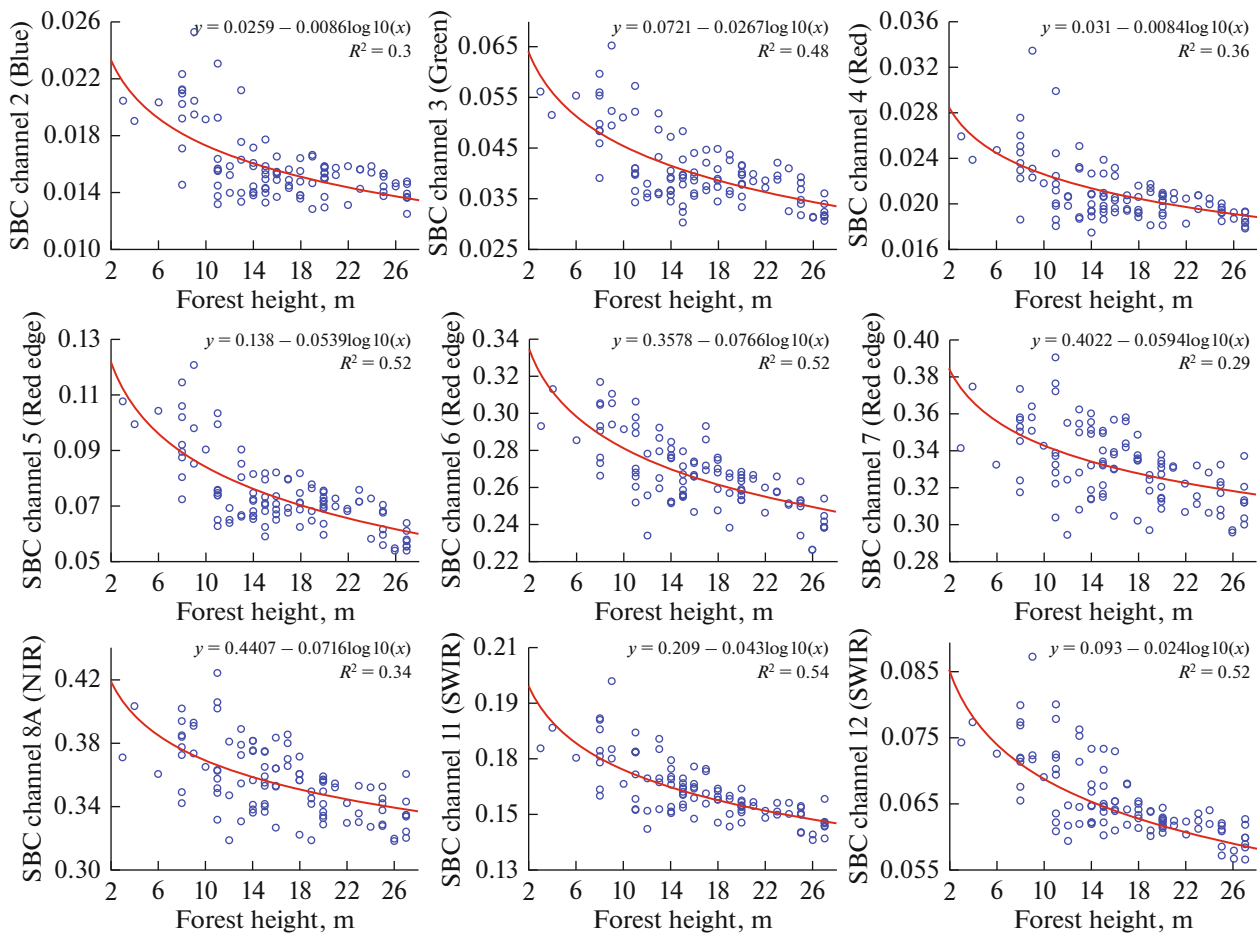 y = 0.0259 – 0.0086log10(x)
R² = 0.3
SBC channel 2 (Blue)
0.026
0.022
0.018
0.014
0.010
2 6 10 14 18 22 26
Forest height, m
y = 0.0721 – 0.0267log10(x)
R² = 0.48
SBC channel 3 (Green)
0.065
0.055
0.045
0.035
0.025
2 6 10 14 18 22 26
Forest height, m
y = 0.031 – 0.0084log10(x)
R² = 0.36
SBC channel 4 (Red)
0.036
0.032
0.028
0.024
0.020
0.016
2 6 10 14 18 22 26
Forest height, m
y = 0.138 – 0.0539log10(x)
R² = 0.52
SBC channel 5 (Red edge)
0.13
0.11
0.09
0.07
0.05
2 6 10 14 18 22 26
Forest height, m
y = 0.3578 – 0.0766log10(x)
R² = 0.52
SBC channel 6 (Red edge)
0.34
0.32
0.30
0.28
0.26
0.24
0.22
2 6 10 14 18 22 26
Forest height, m
y = 0.4022 – 0.0594log10(x)
R² = 0.29
SBC channel 7 (Red edge)
0.40
0.38
0.36
0.34
0.32
0.30
0.28
2 6 10 14 18 22 26
Forest height, m
y = 0.4407 – 0.0716log10(x)
R² = 0.34
SBC channel 8A (NIR)
0.42
0.38
0.34
0.30
2 6 10 14 18 22 26
Forest height, m
y = 0.209 – 0.043log10(x)
R² = 0.54
SBC channel 11 (SWIR)
0.21
0.19
0.18
0.15
0.13
2 6 10 14 18 22 26
Forest height, m
y = 0.093 – 0.024log10(x)
R² = 0.52
SBC channel 12 (SWIR)
0.085
0.075
0.065
0.055
2 6 10 14 18 22 26
Forest height, m